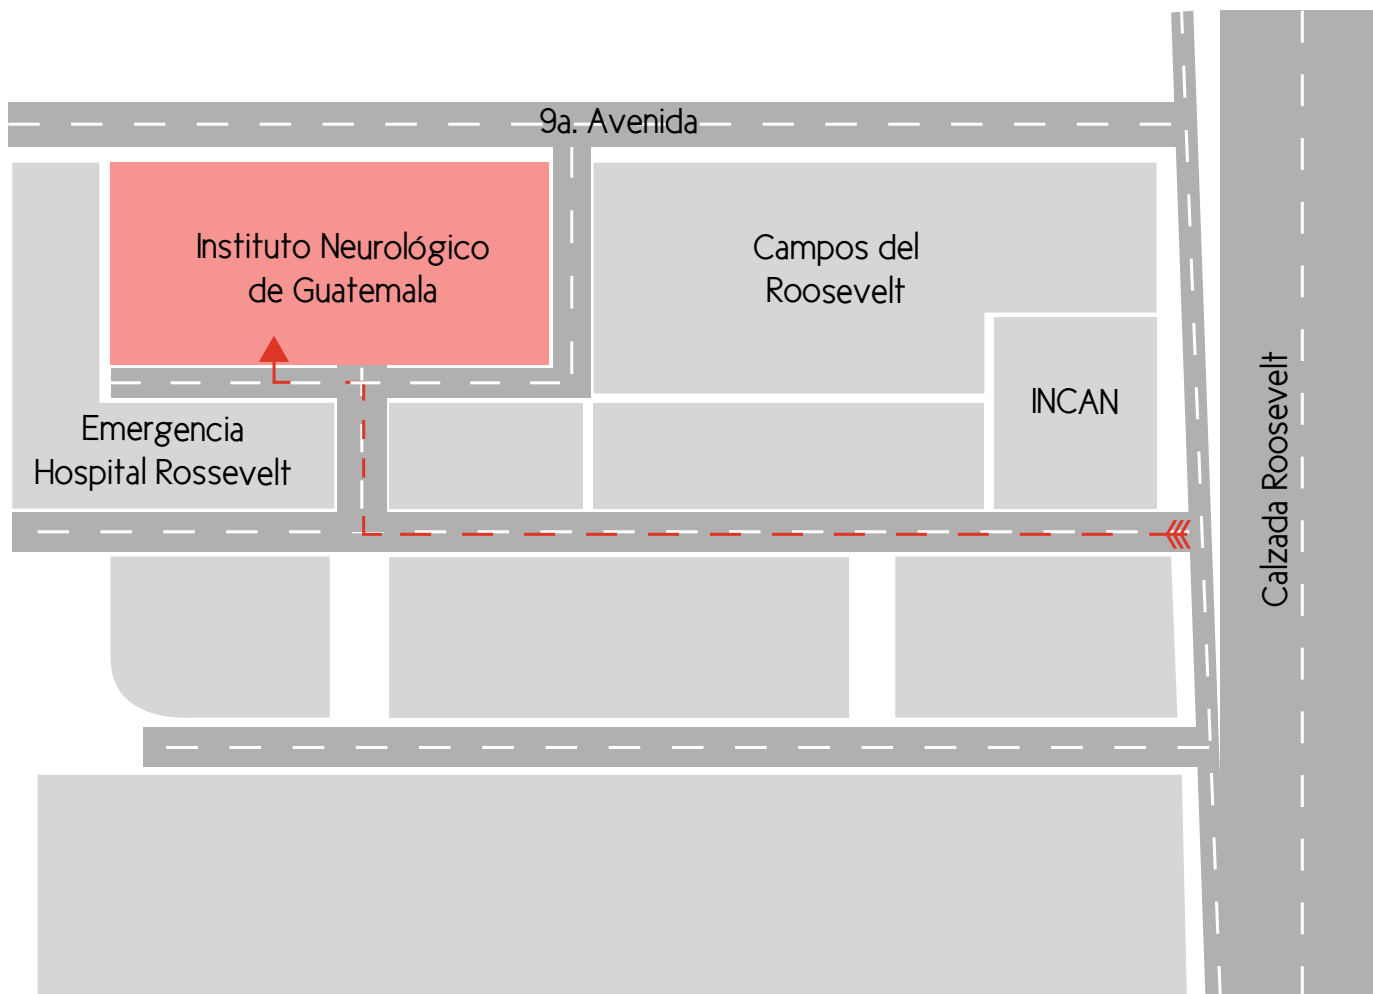 9a. Avenida
Instituto Neurológico
de Guatemala
Campos del
Roosevelt
INCAN
Emergencia
Hospital Rossevelt
Calzada Roosevelt